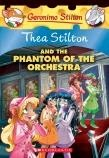 Geronimo Stilton
Thea Stilton
AND THE
PHANTOM OF THE
ORCHESTRA
SCHOLASTIC